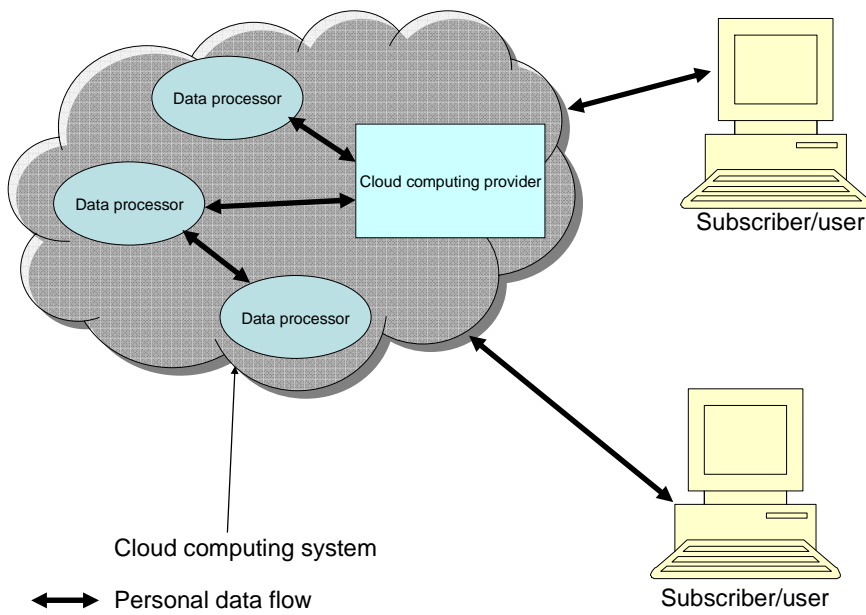 Data processor
Cloud computing provider
Data processor
Subscriber/user
Data processor
Cloud computing system
Personal data flow
Subscriber/user